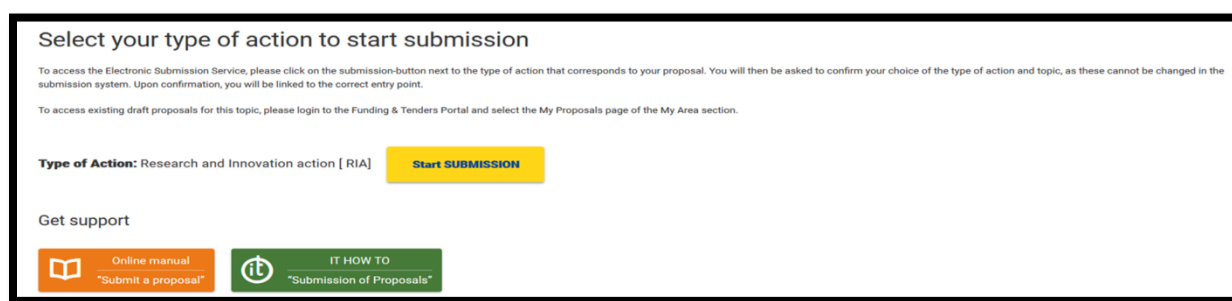 Select your type of action to start submission
To access the Electronic Submission Service, please click on the submission-button next to the type of action that corresponds to your proposal. You will then be asked to confirm your choice of the type of action and topic, as these cannot be changed in the
submission system. Upon confirmation, you will be linked to the correct entry point.
To access existing draft proposals for this topic, please login to the Funding & Tenders Portal and select the My Proposals page of the My Area section.
Type of Action: Research and Innovation action [ RIA] Start SUBMISSION
Get support
Online manual
"Submit a proposal"
it
IT HOW TO
"Submission of Proposals"